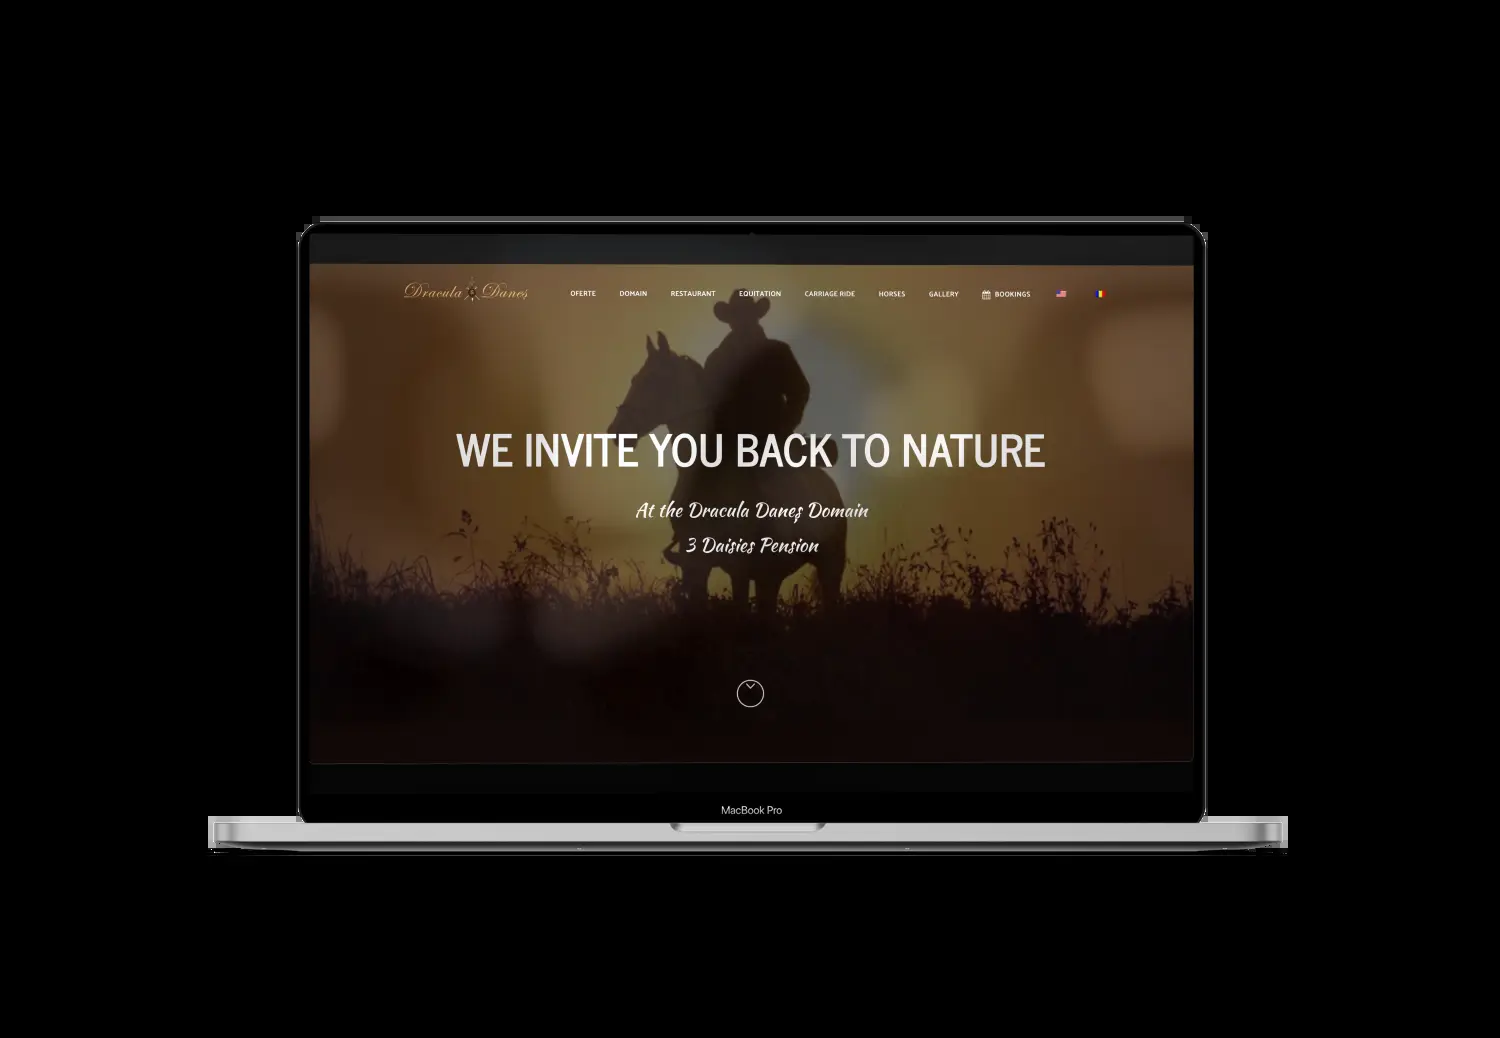 Dracula Daneș
OFERTE
DOMAIN
RESTAURANT
EQUITATION
CARRIAGE RIDE
HORSES
GALLERY
BOOKINGS
WE INVITE YOU BACK TO NATURE
At the Dracula Daneș Domain
3 Daisies Pension
MacBook Pro